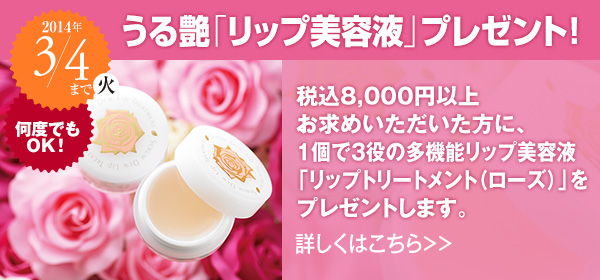 2014年
3/4
まで
火
何度でも
OK!
うる艶「リップ美容液」プレゼント!
税込8,000円以上
お求めいただいた方に、
1個で3役の多機能リップ美容液
「リップトリートメント(ローズ)」を
プレゼントします。
詳しくはこちら>>